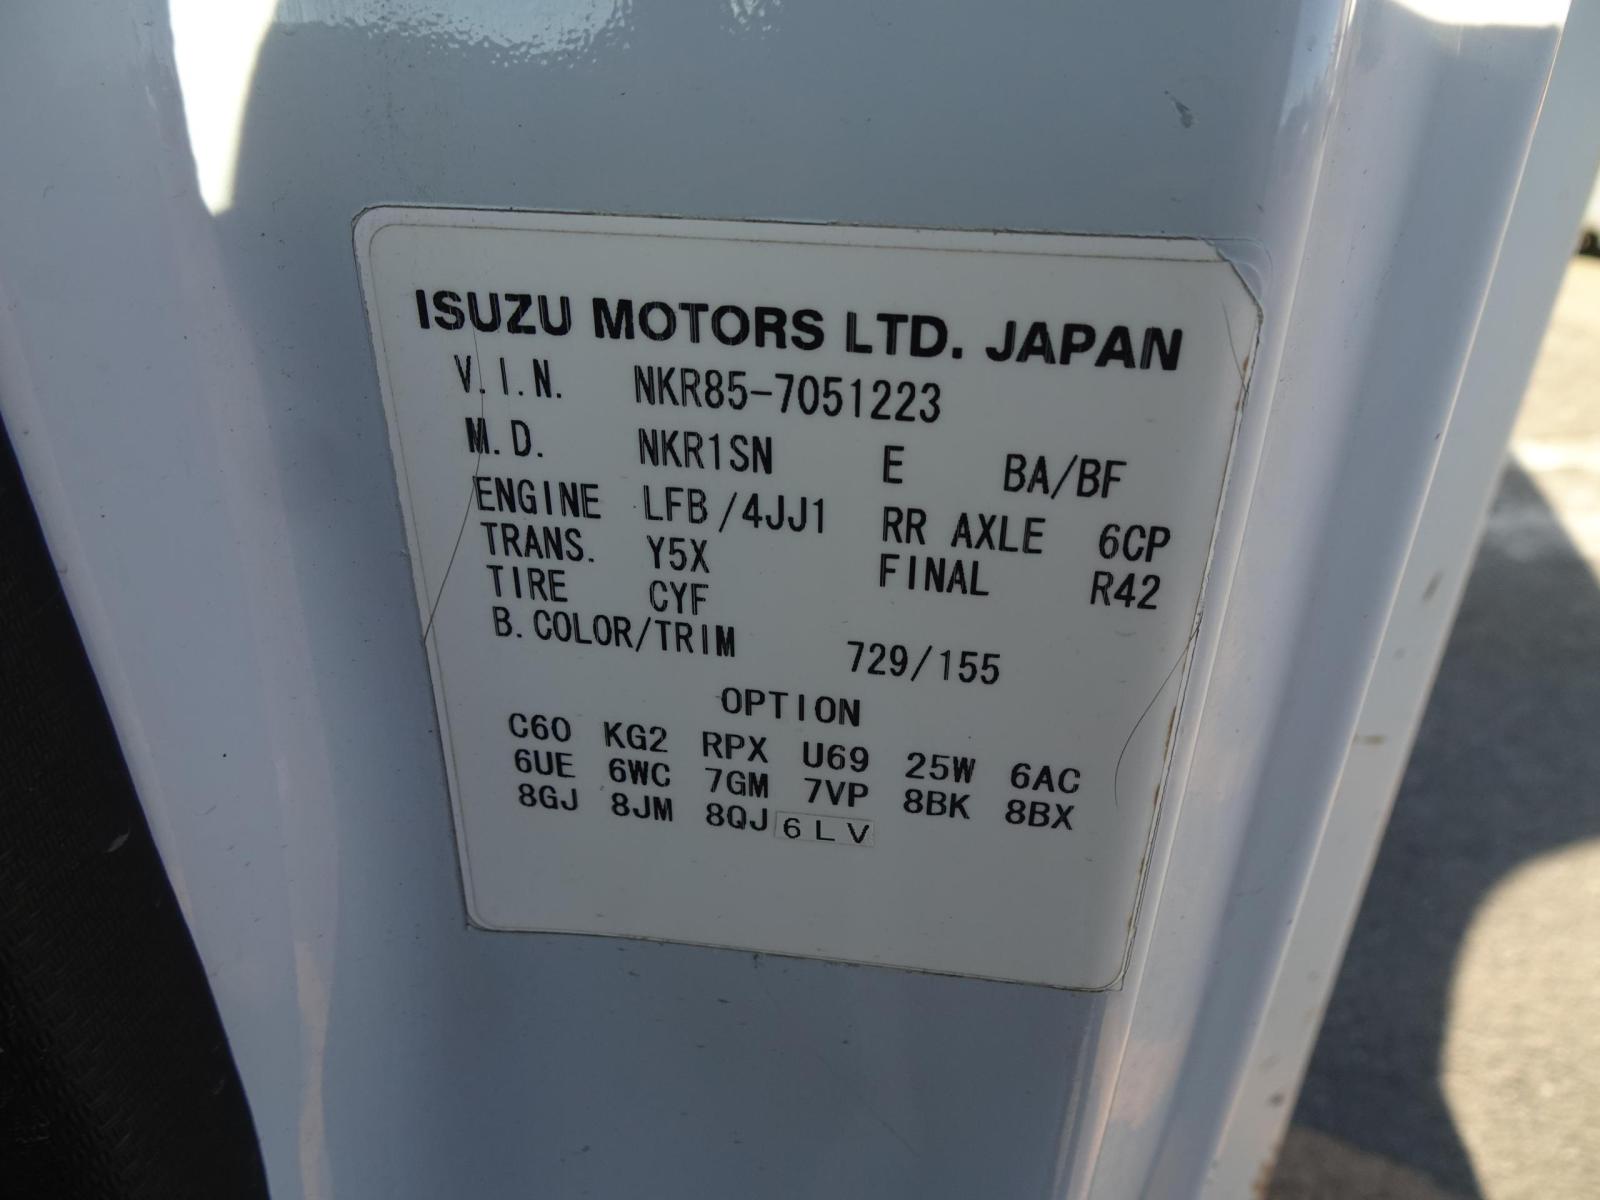 ISUZU MOTORS LTD. JAPAN
V.I.N. NKR85-7051223
M.D. NKR1SN E BA/BF
ENGINE LFB/4JJ1 RR AXLE 6CP
TRANS. Y5X FINAL R42
TIRE CYF
B.COLOR/TRIM 729/155
OPTION
C60 KG2 RPX U69 25W 6AC
6UE 6WC 7GM 7VP 8BK 8BX
8GJ 8JM 8QJ 6LV